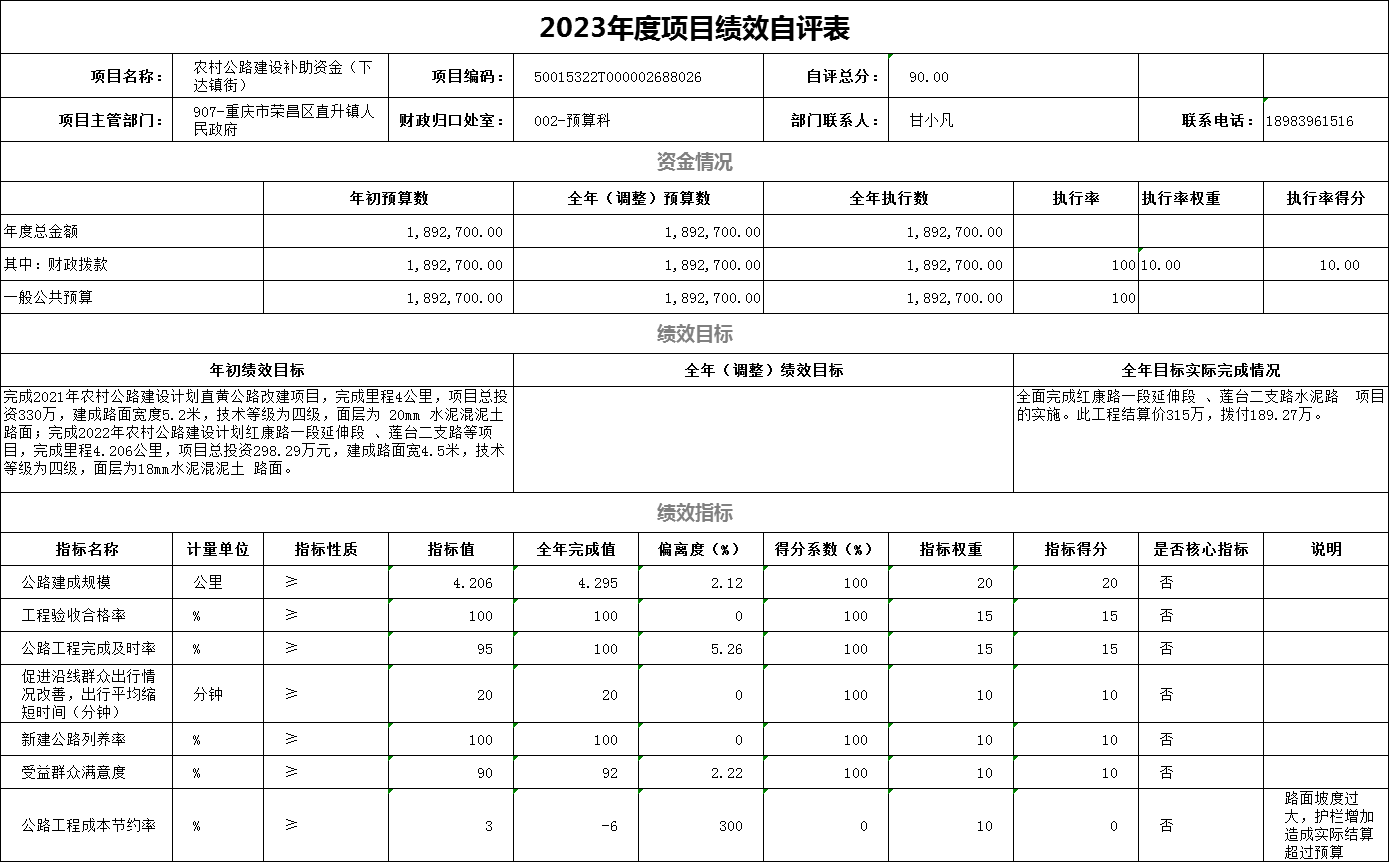 2023年度项目绩效自评表
项目名称： 农村公路建设补助资金（下达镇街） 项目编码： 50015322T000002688026 自评总分： 90.00
项目主管部门： 907-重庆市荣昌区直升镇人民政府 财政归口处室： 002-预算科 部门联系人： 甘小凡 联系电话： 18983961516
资金情况
年初预算数 全年（调整）预算数 全年执行数 执行率 执行率权重 执行率得分
年度总金额 1,892,700.00 1,892,700.00 1,892,700.00
其中：财政拨款 1,892,700.00 1,892,700.00 1,892,700.00 100 10.00 10.00
一般公共预算 1,892,700.00 1,892,700.00 1,892,700.00 100
绩效目标
年初绩效目标 全年（调整）绩效目标 全年目标实际完成情况
完成2021年农村公路建设计划直黄公路改建项目，完成里程4公里，项目总投
资330万，建成路面宽度5.2米，技术等级为四级，面层为 20mm 水泥混泥土
路面；完成2022年农村公路建设计划红康路一段延伸段 、莲台二支路等项
目，完成里程4.206公里，项目总投资298.29万元，建成路面宽4.5米，技术
等级为四级，面层为18mm水泥混泥土 路面。
全面完成红康路一段延伸段 、莲台二支路水泥路 项目
的实施。此工程结算价315万，拨付189.27万。
绩效指标
指标名称 计量单位 指标性质 指标值 全年完成值 偏离度（%） 得分系数（%） 指标权重 指标得分 是否核心指标 说明
公路建成规模 公里 ≥ 4.206 4.295 2.12 100 20 20 否
工程验收合格率 % ≥ 100 100 0 100 15 15 否
公路工程完成及时率 % ≥ 95 100 5.26 100 15 15 否
促进沿线群众出行情况改善，出行平均缩短时间（分钟） 分钟 ≥ 20 20 0 100 10 10 否
新建公路列养率 % ≥ 100 100 0 100 10 10 否
受益群众满意度 % ≥ 90 92 2.22 100 10 10 否
公路工程成本节约率 % ≥ 3 -6 300 0 10 0 否 路面坡度过大，护栏增加造成实际结算超过预算